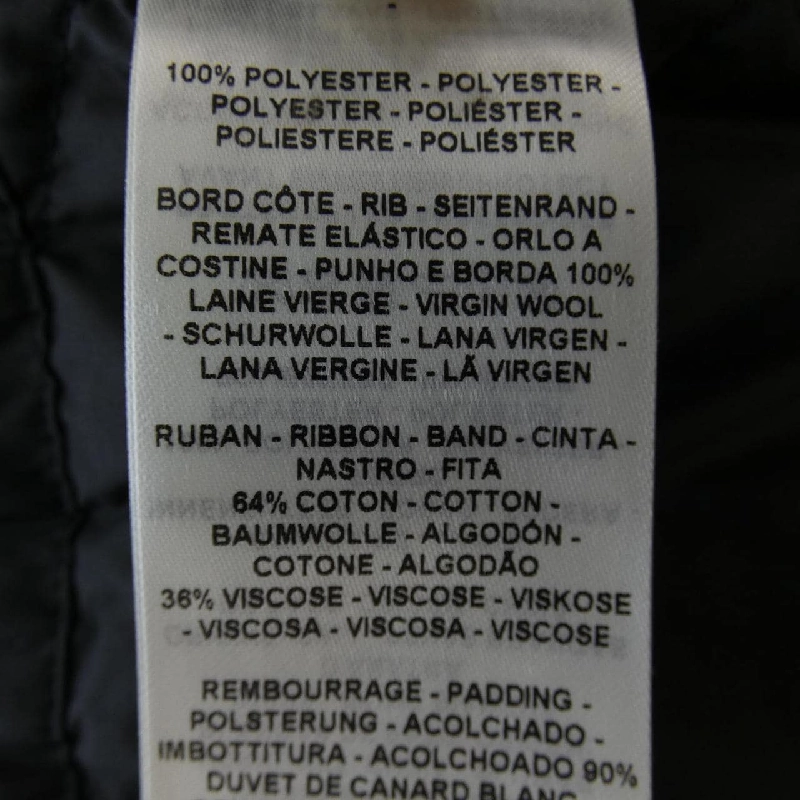 100% POLYESTER - POLYESTER -
POLYESTER - POLIÉSTER -
POLIESTERE - POLIÉSTER
BORD CÔTE - RIB - SEITENRAND -
REMATE ELÁSTICO - ORLO A
COSTINE - PUNHO E BORDA 100%
LAINE VIERGE - VIRGIN WOOL
- SCHURWOLLE - LANA VIRGEN -
LANA VERGINE - LÃ VIRGEN
RUBAN - RIBBON - BAND - CINTA -
NASTRO - FITA
64% COTON - COTTON -
BAUMWOLLE - ALGODÓN -
COTONE - ALGODÃO
36% VISCOSE - VISCOSE - VISKOSE
- VISCOSA - VISCOSA - VISCOSE
REMBOURRAGE - PADDING -
POLSTERUNG - ACOLCHADO -
IMBOTTITURA - ACOLCHOADO 90%
DUVET DE CANARD BLANC